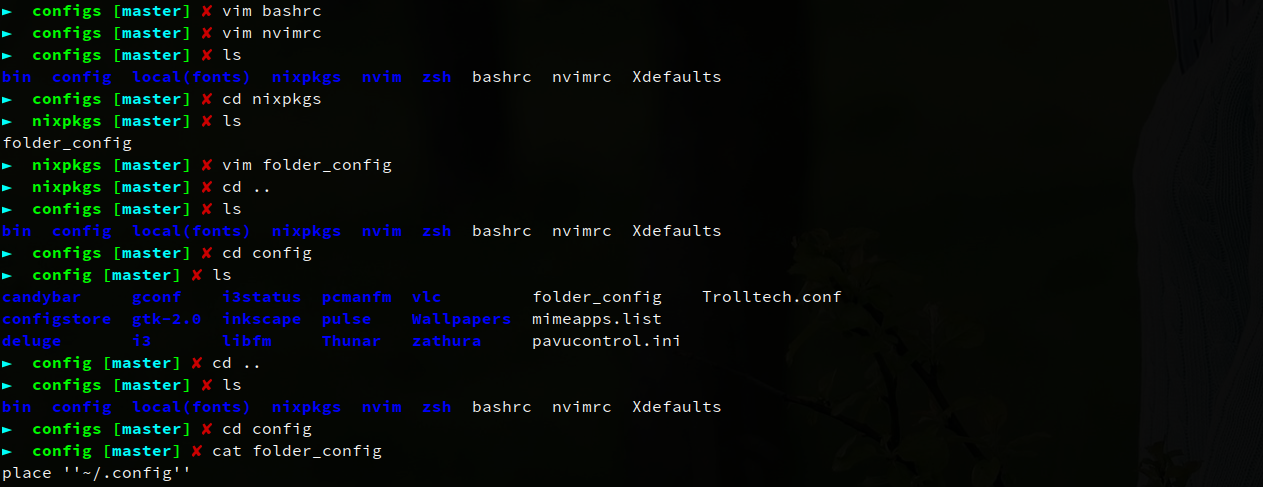 ► configs [master] ✘ vim bashrc
► configs [master] ✘ vim nvimrc
► configs [master] ✘ ls
bin config local(fonts) nixpkgs nvim zsh bashrc nvimrc Xdefaults
► configs [master] ✘ cd nixpkgs
► nixpkgs [master] ✘ ls
folder_config
► nixpkgs [master] ✘ vim folder_config
► nixpkgs [master] ✘ cd ..
► configs [master] ✘ ls
bin config local(fonts) nixpkgs nvim zsh bashrc nvimrc Xdefaults
► configs [master] ✘ cd config
► config [master] ✘ ls
candybar gconf i3status pcmanfm vlc folder_config Trolltech.conf
configstore gtk-2.0 inkscape pulse Wallpapers mimeapps.list
deluge i3 libfm Thunar zathura pavucontrol.ini
► config [master] ✘ cd ..
► configs [master] ✘ ls
bin config local(fonts) nixpkgs nvim zsh bashrc nvimrc Xdefaults
► configs [master] ✘ cd config
► config [master] ✘ cat folder_config
place ''~/.config''